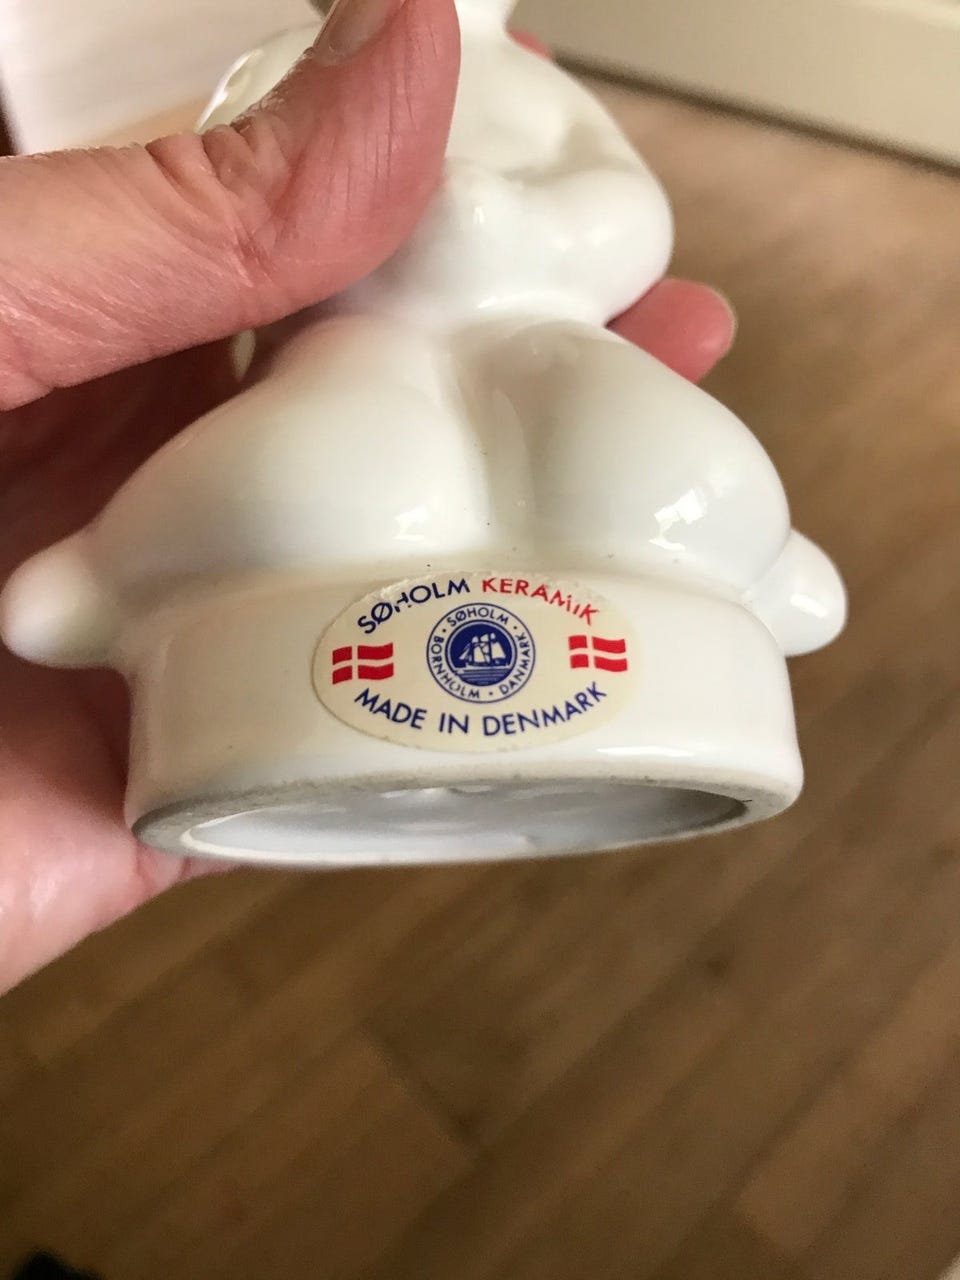 SØHOLM KERAMIK
· SØHOLM ·
BORNHOLM · DANMARK
MADE IN DENMARK